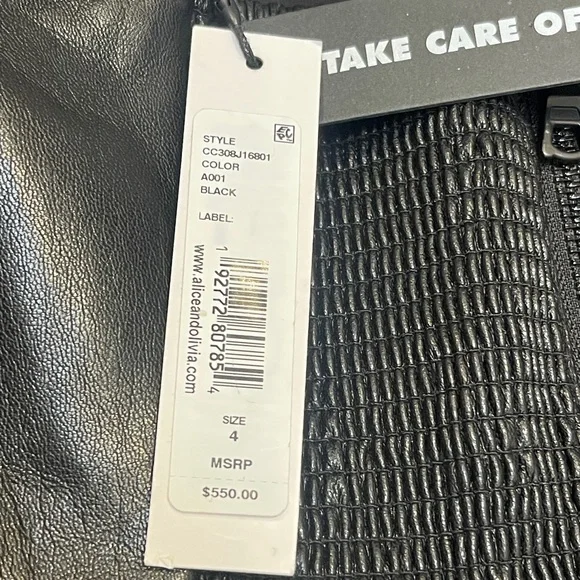 TAKE CARE OF
STYLE
CC308J16801
COLOR
A001
BLACK
LABEL:
1 92772 80785 4
www.aliceandolivia.com
SIZE
4
MSRP
$550.00